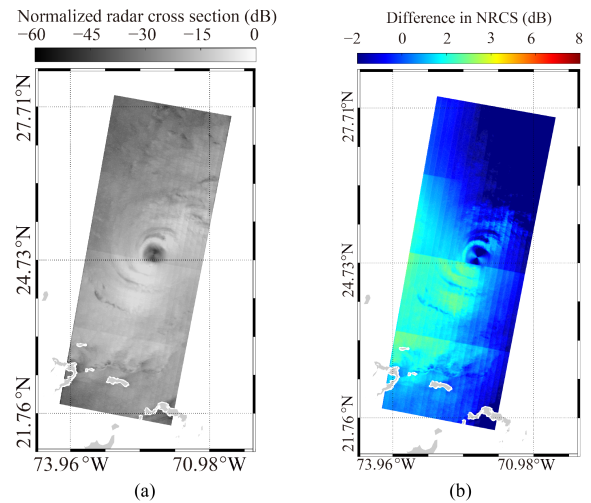 Normalized radar cross section (dB)
−60 −45 −30 −15 0
27.71°N
24.73°N
21.76°N
73.96°W 70.98°W
(a)
Difference in NRCS (dB)
−2 0 2 5 8
27.71°N
24.73°N
21.76°N
73.96°W 70.98°W
(b)